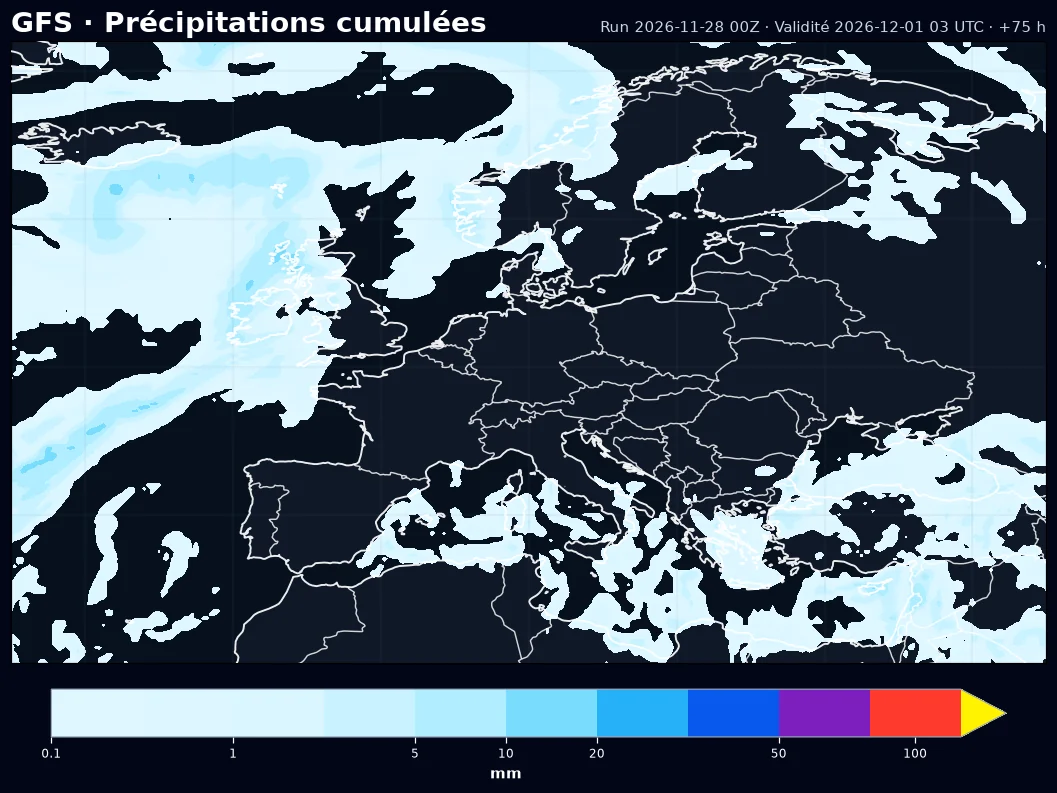 GFS · Précipitations cumulées
Run 2026-11-28 00Z · Validité 2026-12-01 03 UTC · +75 h
0.1 1 5 10 20 50 100
mm